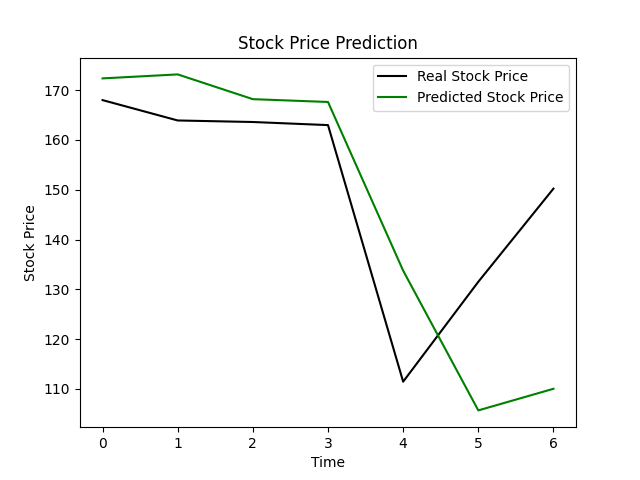 Stock Price Prediction
Real Stock Price
Predicted Stock Price
170
160
150
140
130
120
110
Stock Price
0 1 2 3 4 5 6
Time